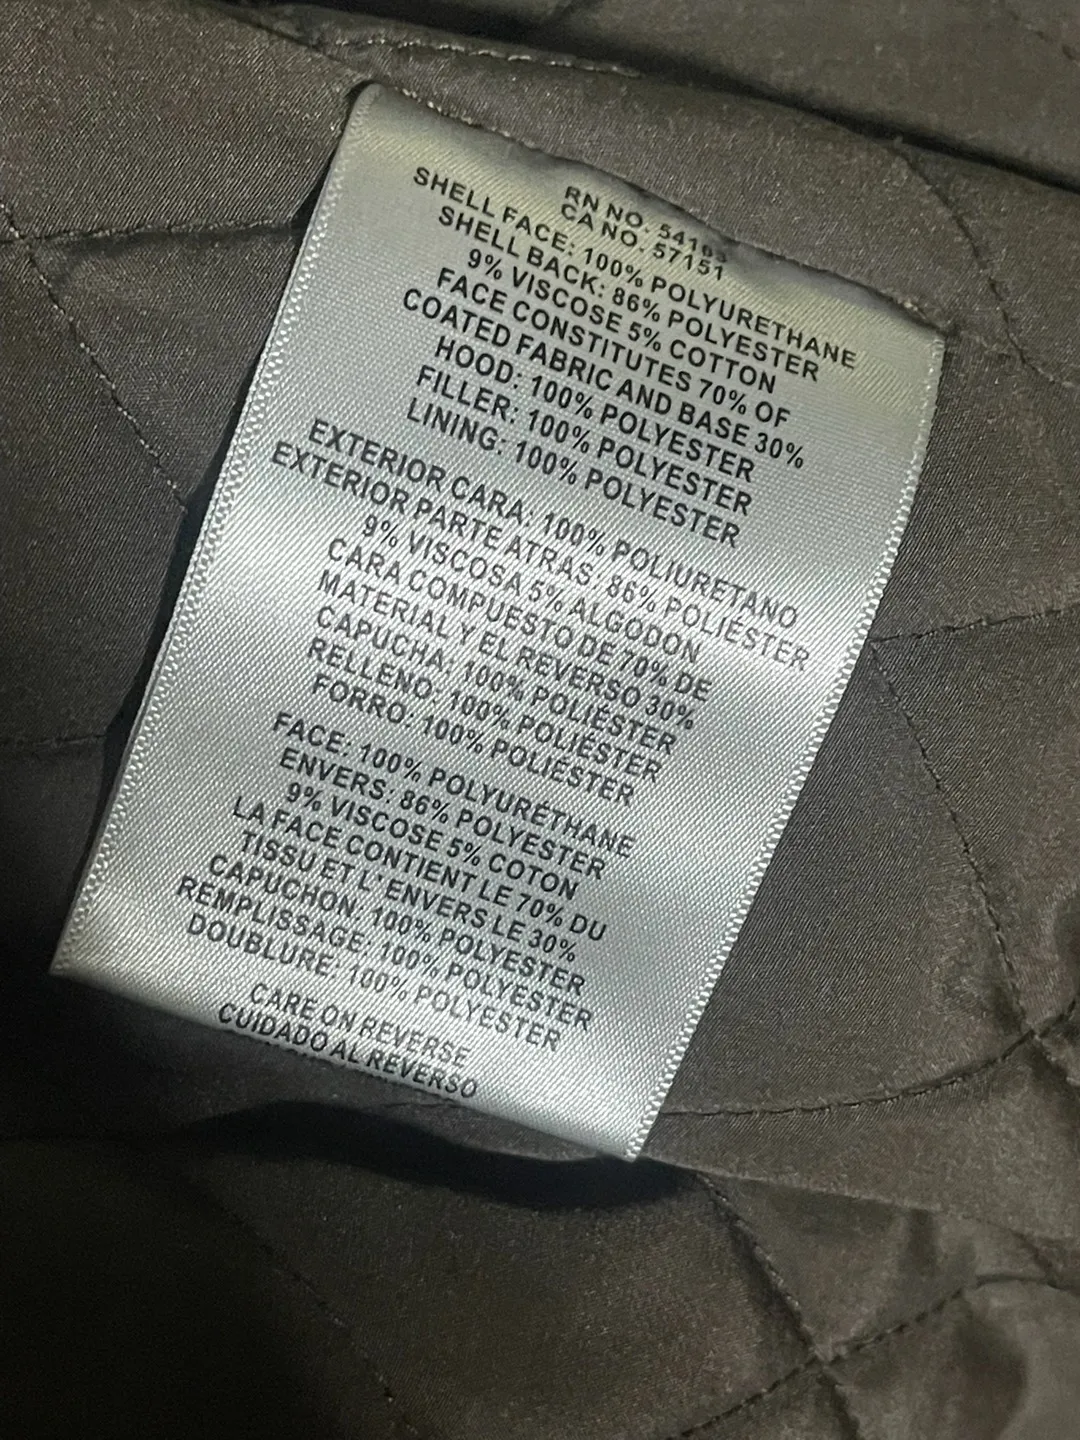 RN NO. 54163
CA NO. 57151
SHELL FACE: 100% POLYURETHANE
SHELL BACK: 86% POLYESTER
9% VISCOSE 5% COTTON
FACE CONSTITUTES 70% OF
COATED FABRIC AND BASE 30%
HOOD: 100% POLYESTER
FILLER: 100% POLYESTER
LINING: 100% POLYESTER
EXTERIOR CARA: 100% POLIURETANO
EXTERIOR PARTE ATRAS: 86% POLIÉSTER
9% VISCOSA 5% ALGODON
CARA COMPUESTO DE 70% DE
MATERIAL Y EL REVERSO 30%
CAPUCHA: 100% POLIÉSTER
RELLENO: 100% POLIÉSTER
FORRO: 100% POLIÉSTER
FACE: 100% POLYURÉTHANE
ENVERS: 86% POLYESTER
9% VISCOSE 5% COTON
LA FACE CONTIENT LE 70% DU
TISSU ET L'ENVERS LE 30%
CAPUCHON: 100% POLYESTER
REMPLISSAGE: 100% POLYESTER
DOUBLURE: 100% POLYESTER
CARE ON REVERSE
CUIDADO AL REVERSO